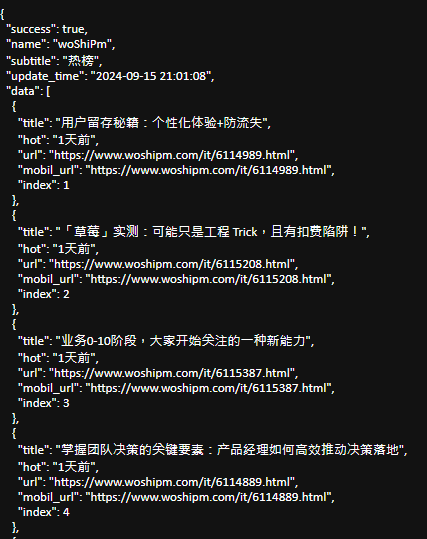 {
"success": true,
"name": "woShiPm",
"subtitle": "热榜",
"update_time": "2024-09-15 21:01:08",
"data": [
{
"title": "用户留存秘籍：个性化体验+防流失",
"hot": "1天前",
"url": "https://www.woshipm.com/it/6114989.html",
"mobil_url": "https://www.woshipm.com/it/6114989.html",
"index": 1
},
{
"title": "「草莓」实测：可能只是工程 Trick，且有扣费陷阱！",
"hot": "1天前",
"url": "https://www.woshipm.com/it/6115208.html",
"mobil_url": "https://www.woshipm.com/it/6115208.html",
"index": 2
},
{
"title": "业务0-10阶段，大家开始关注的一种新能力",
"hot": "1天前",
"url": "https://www.woshipm.com/it/6115387.html",
"mobil_url": "https://www.woshipm.com/it/6115387.html",
"index": 3
},
{
"title": "掌握团队决策的关键要素：产品经理如何高效推动决策落地",
"hot": "1天前",
"url": "https://www.woshipm.com/it/6114889.html",
"mobil_url": "https://www.woshipm.com/it/6114889.html",
"index": 4
},
{